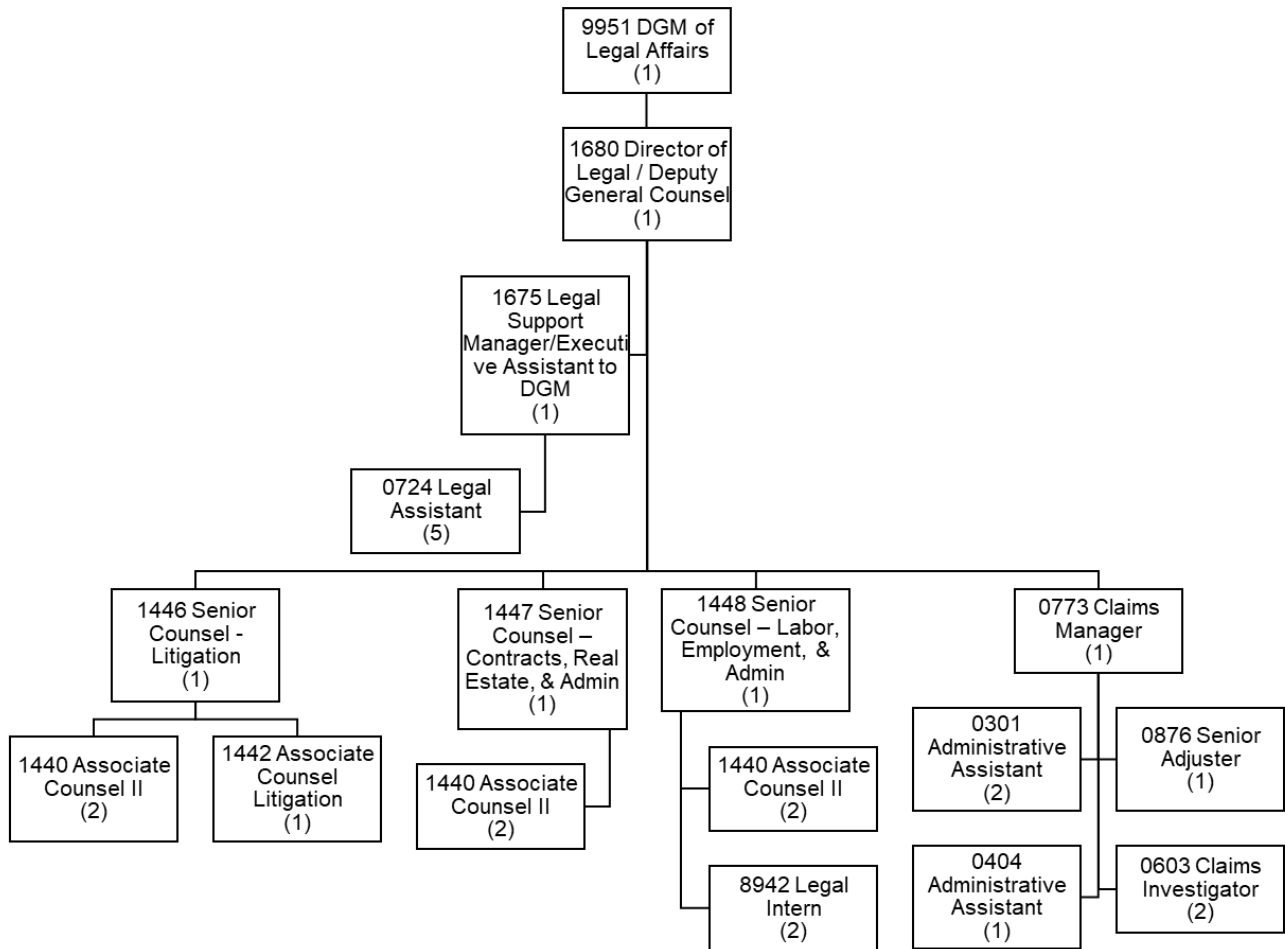 9951 DGM of
Legal Affairs
(1)
1680 Director of
Legal / Deputy
General Counsel
(1)
1675 Legal
Support
Manager/Executi
ve Assistant to
DGM
(1)
0724 Legal
Assistant
(5)
1446 Senior
Counsel -
Litigation
(1)
1447 Senior
Counsel –
Contracts, Real
Estate, & Admin
(1)
1448 Senior
Counsel – Labor,
Employment, &
Admin
(1)
0773 Claims
Manager
(1)
1440 Associate
Counsel II
(2)
1442 Associate
Counsel
Litigation
(1)
1440 Associate
Counsel II
(2)
1440 Associate
Counsel II
(2)
8942 Legal
Intern
(2)
0301
Administrative
Assistant
(2)
0876 Senior
Adjuster
(1)
0404
Administrative
Assistant
(1)
0603 Claims
Investigator
(2)